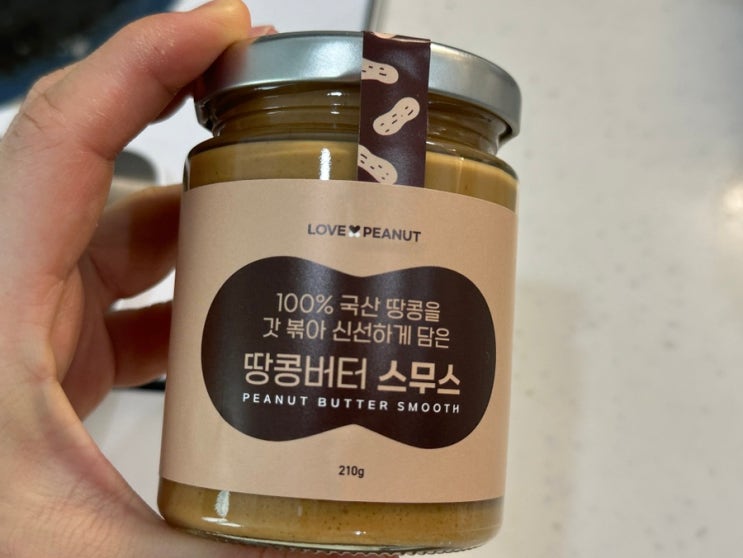 LOVE PEANUT
100% 국산 땅콩을
갓 볶아 신선하게 담은
땅콩버터 스무스
PEANUT BUTTER SMOOTH
210g